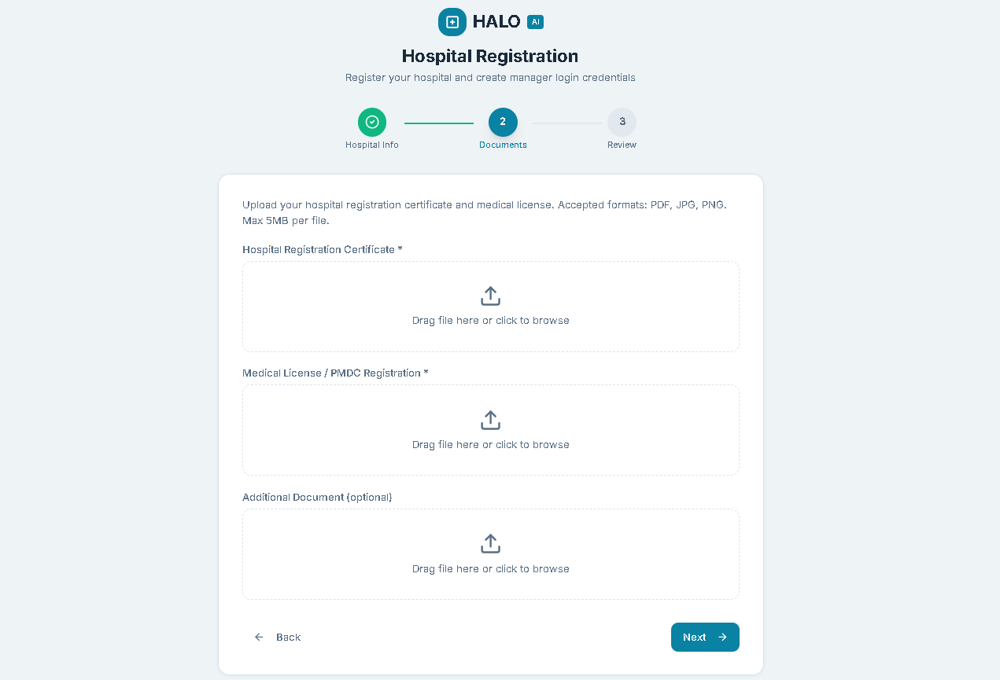 HALO AI
Hospital Registration
Register your hospital and create manager login credentials
2
3
Hospital Info
Documents
Review
Upload your hospital registration certificate and medical license. Accepted formats: PDF, JPG, PNG.
Max 5MB per file.
Hospital Registration Certificate *
Drag file here or click to browse
Medical License / PMDC Registration *
Drag file here or click to browse
Additional Document (optional)
Drag file here or click to browse
Back
Next